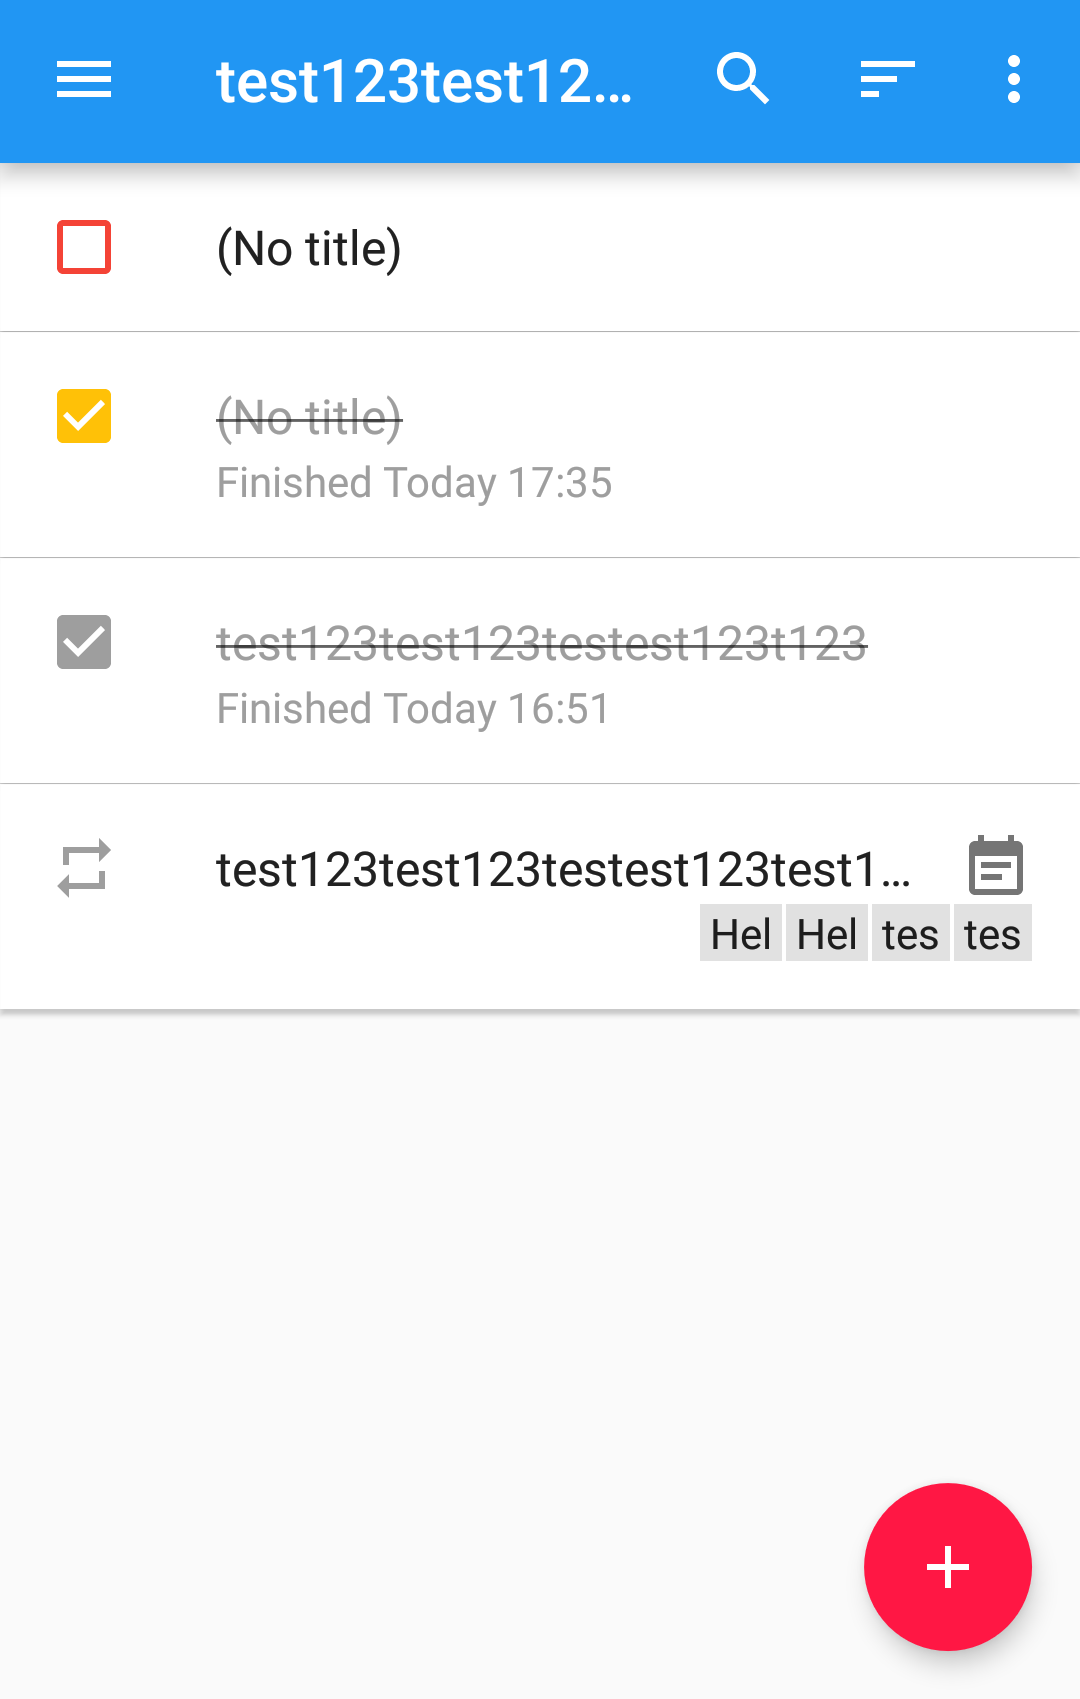 test123test12...
(No title)
(No title)
Finished Today 17:35
test123test123testest123t123
Finished Today 16:51
test123test123testest123test1...
Hel Hel tes tes